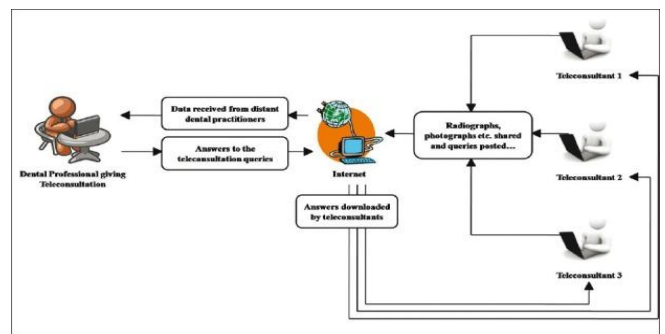 Teleconsultant 1
Data received from distant
dental practitioners
Radiographs,
photographs etc. shared
and queries posted...
Answers to the
teleconsultation queries
Dental Professional giving
Teleconsultation
Internet
Teleconsultant 2
Answers downloaded
by teleconsultants
Teleconsultant 3